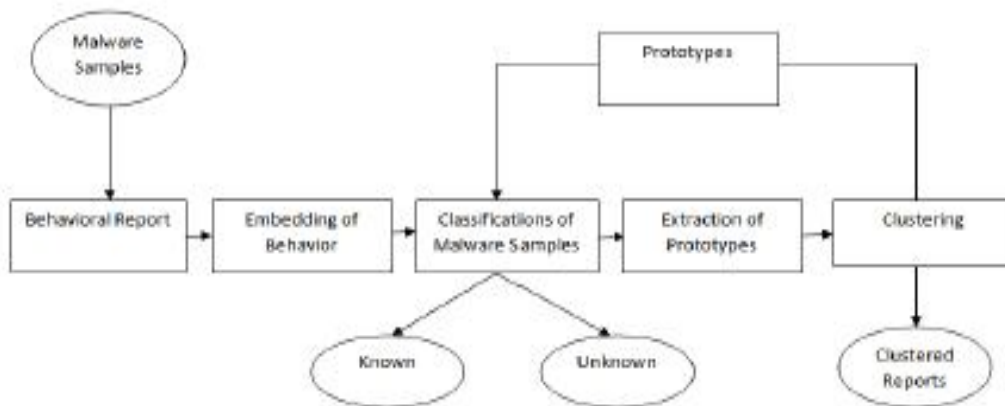 Malware
Samples
Prototypes
Behavioral Report
Embedding of
Behavior
Classifications of
Malware Samples
Extraction of
Prototypes
Clustering
Known
Unknown
Clustered
Reports